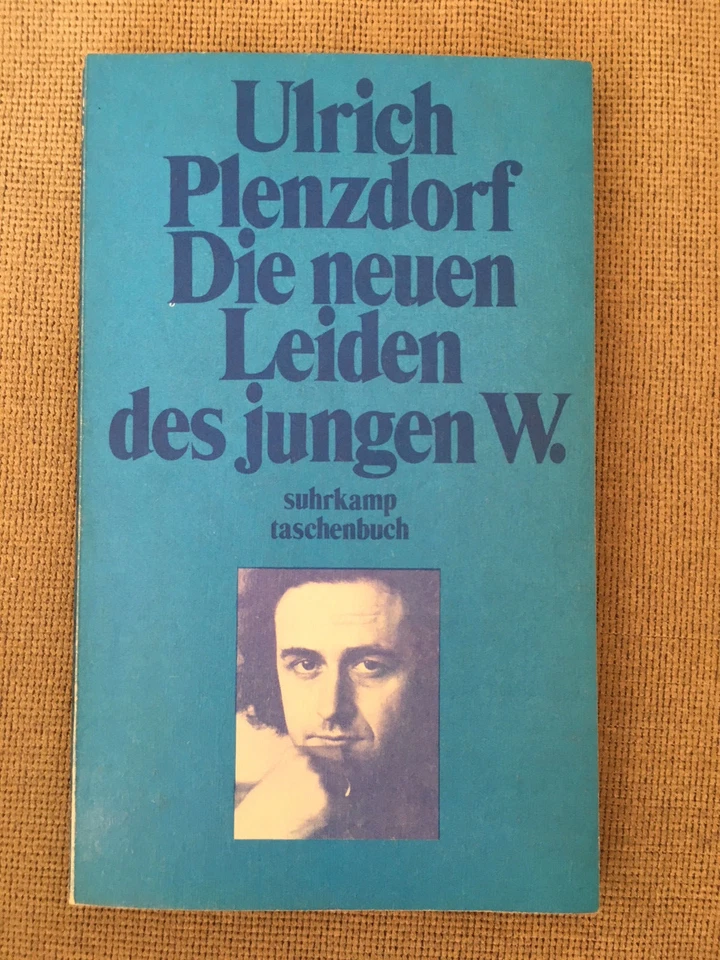 Ulrich
Plenzdorf
Die neuen
Leiden
des jungen W.
suhrkamp
taschenbuch